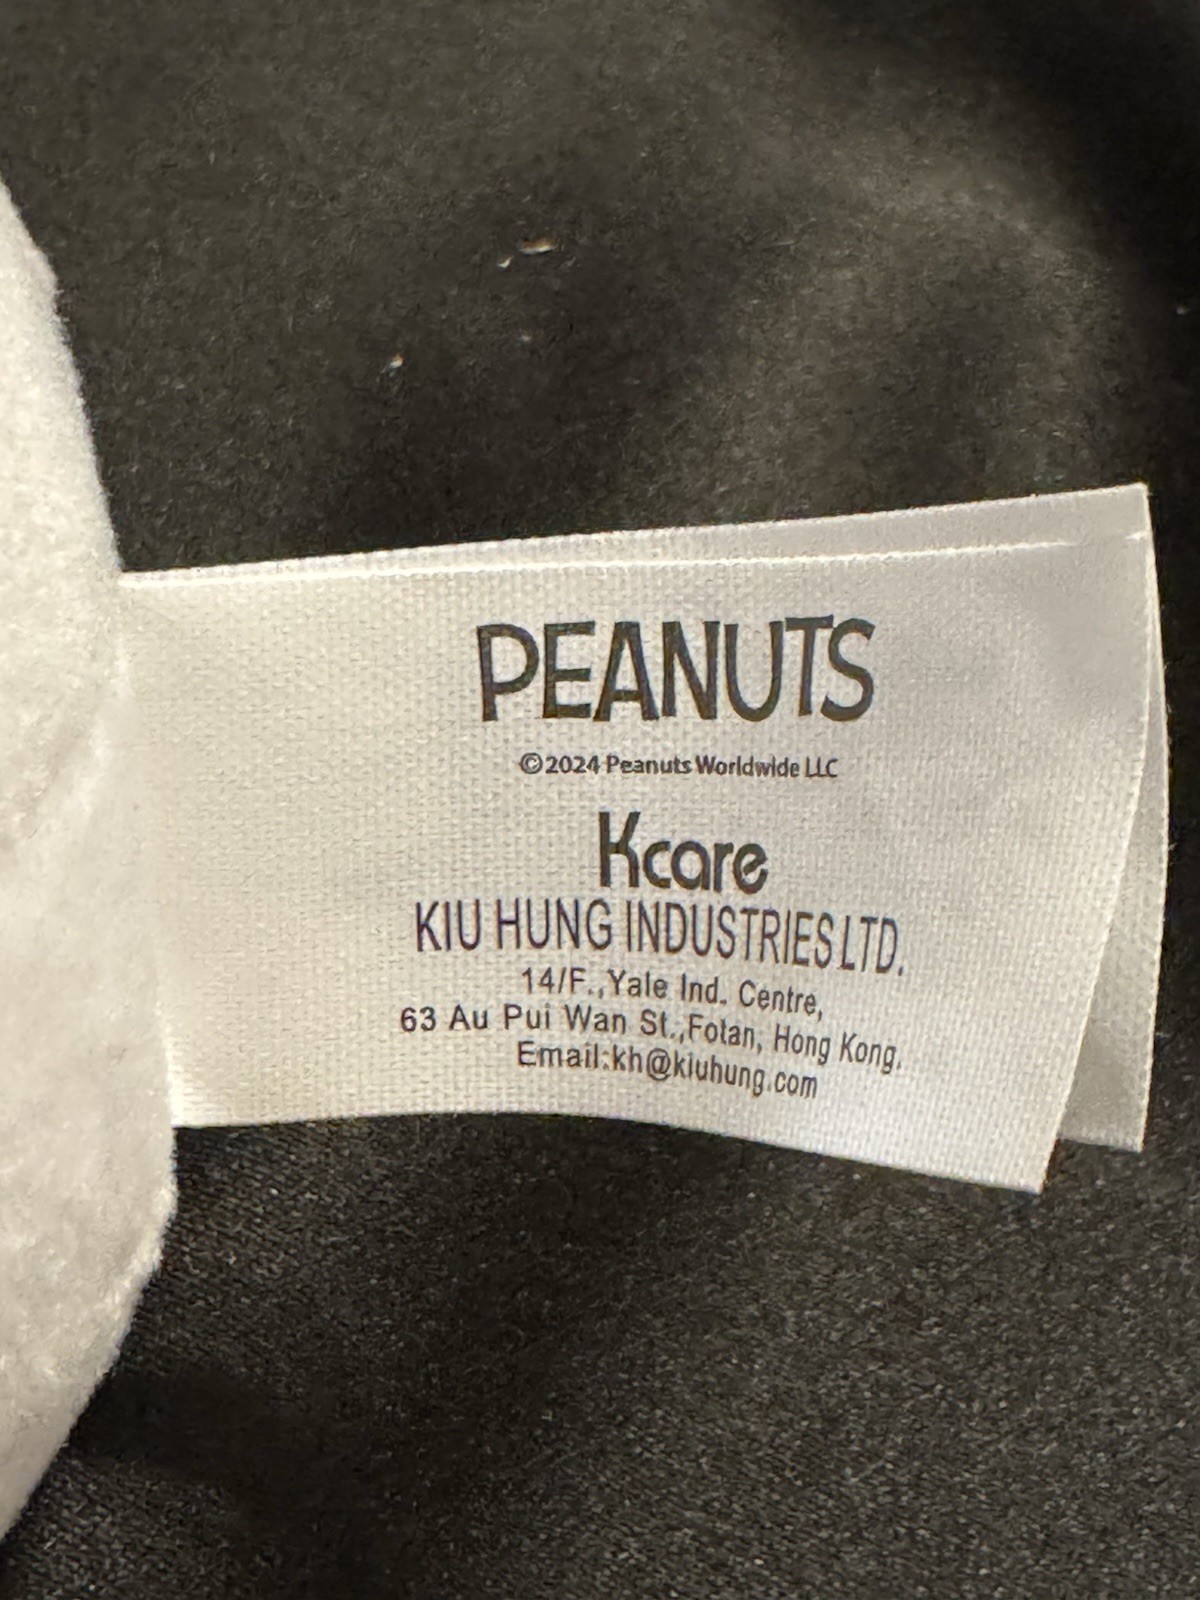 PEANUTS
©2024 Peanuts Worldwide LLC
Kcare
KIU HUNG INDUSTRIES LTD.
14/F.,Yale Ind. Centre,
63 Au Pui Wan St.,Fotan, Hong Kong.
Email:kh@kiuhung.com